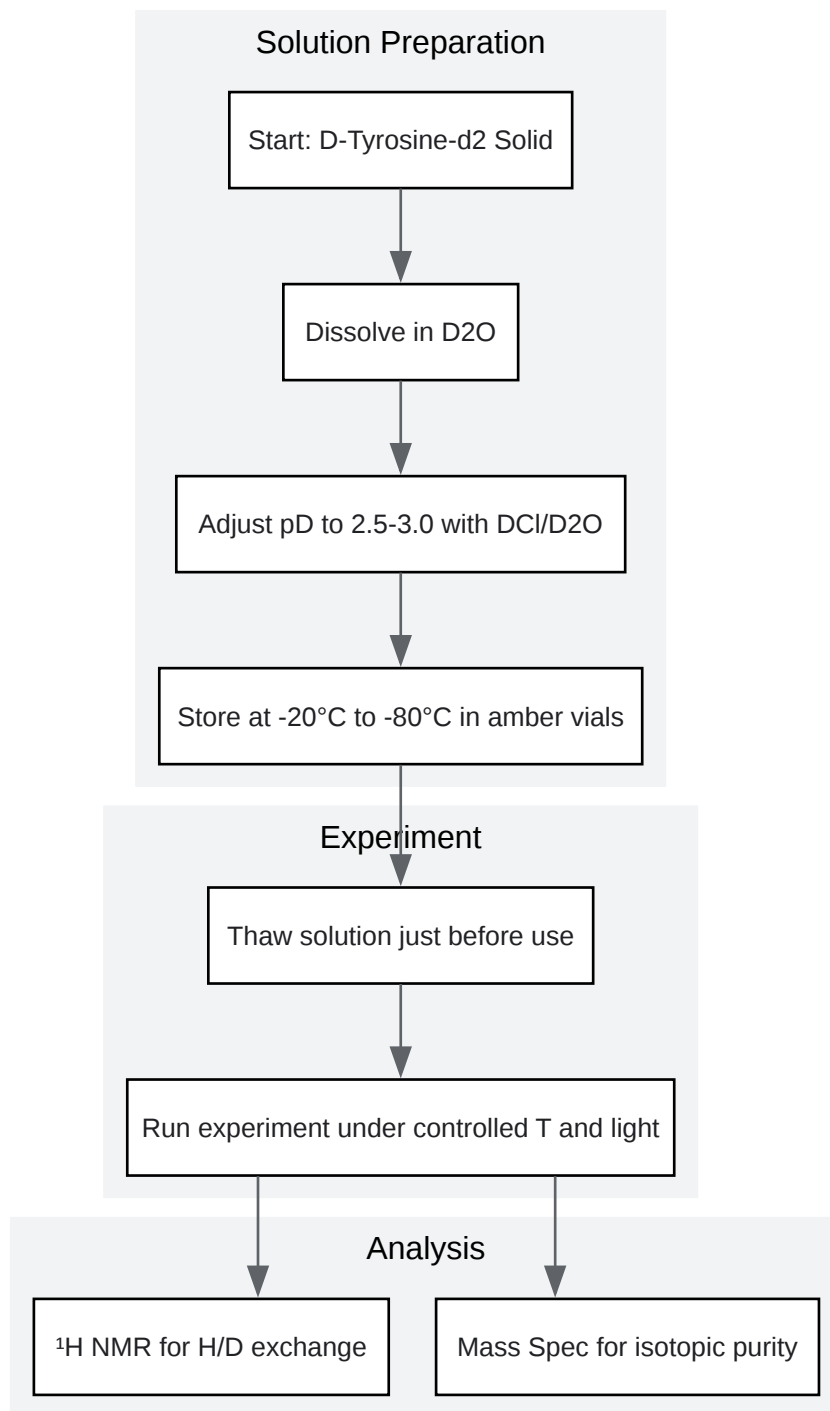 Solution Preparation
Start: D-Tyrosine-d2 Solid
Dissolve in D2O
Adjust pD to 2.5-3.0 with DCl/D2O
Store at -20°C to -80°C in amber vials
Experiment
Thaw solution just before use
Run experiment under controlled T and light
Analysis
¹H NMR for H/D exchange
Mass Spec for isotopic purity